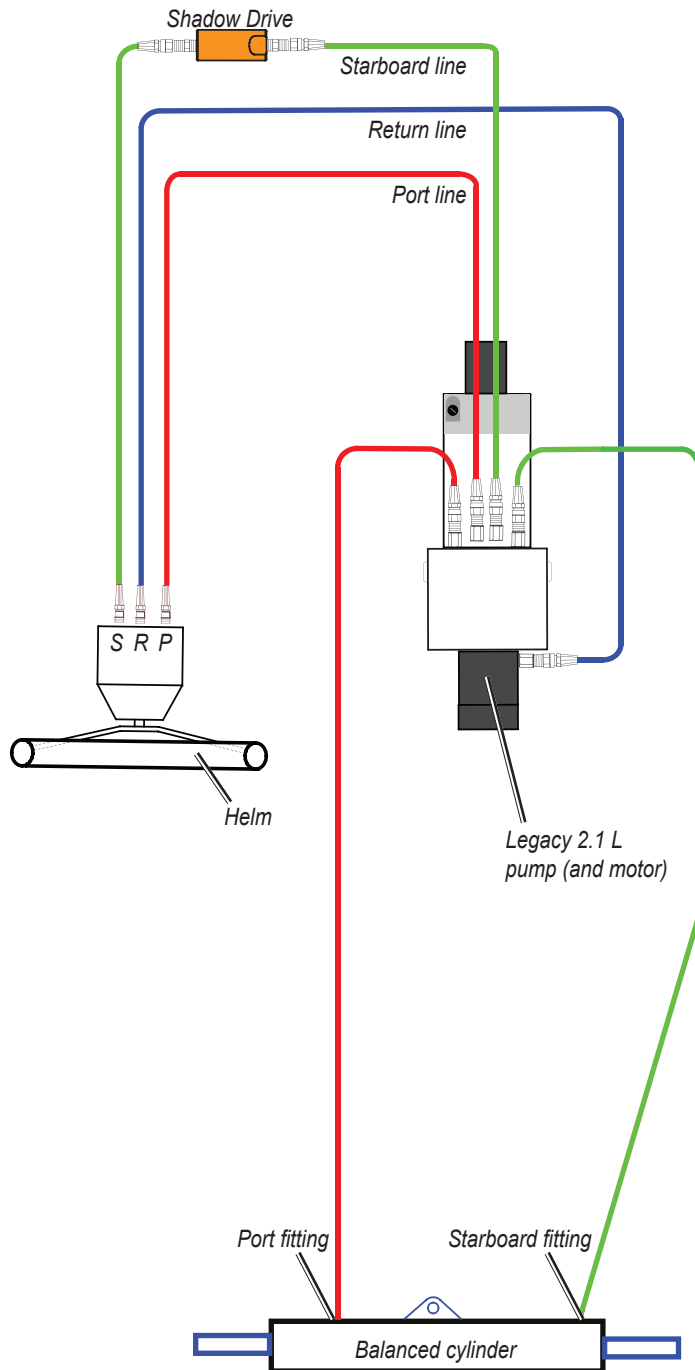 Shadow Drive
Starboard line
Return line
Port line
S R P
Helm
Legacy 2.1 L
pump (and motor)
Port fitting
Starboard fitting
Balanced cylinder